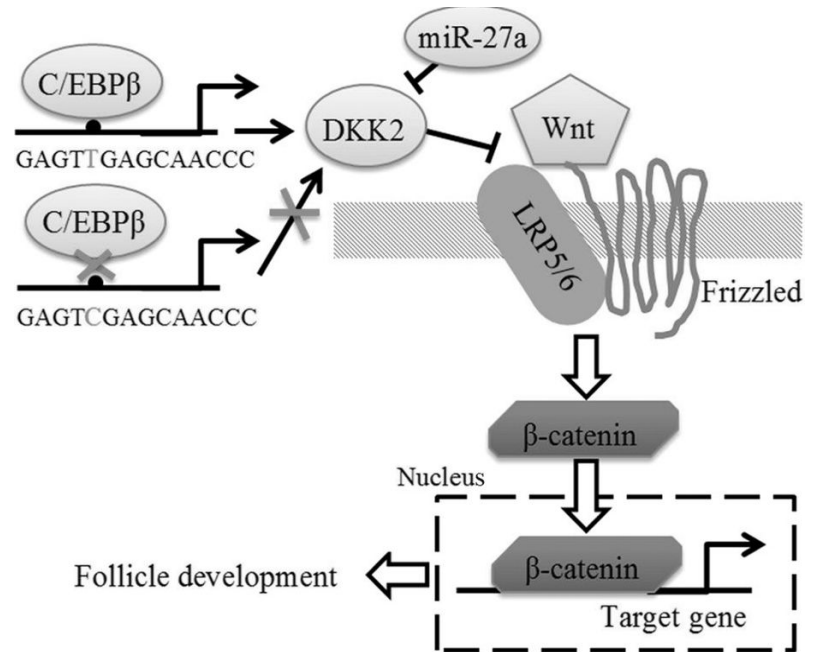 miR-27a
C/EBPβ
DKK2
Wnt
GAGTTGAGCAACCC
C/EBPβ
LRP5/6
Frizzled
GAGTCGAGCAACCC
β-catenin
Nucleus
β-catenin
Follicle development
Target gene